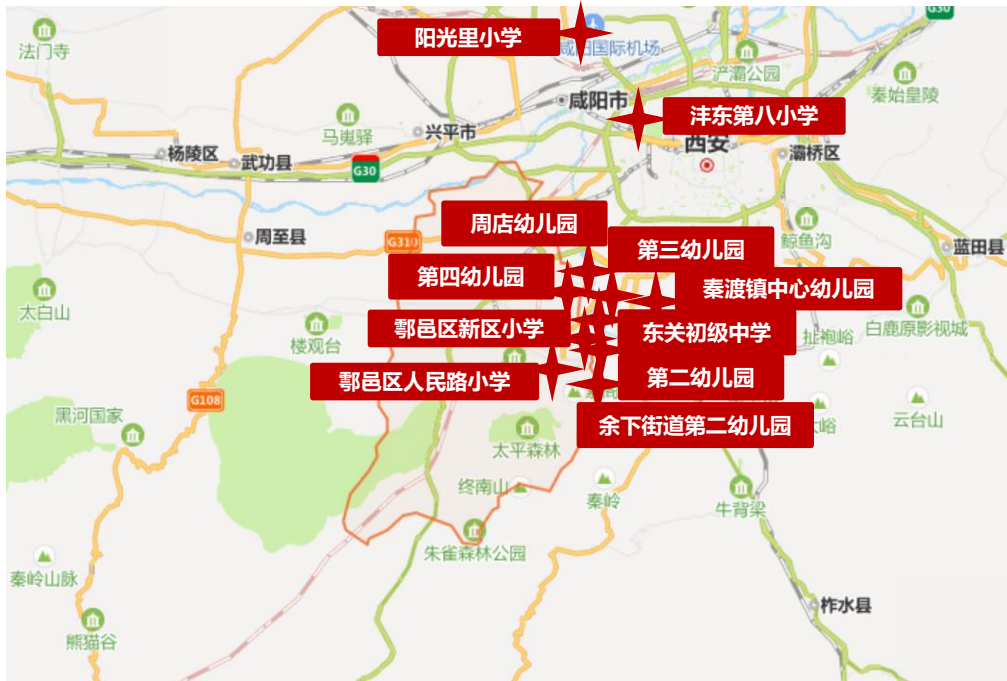 阳光里小学
咸阳国际机场
G30
法门寺
浐灞公园
秦始皇陵
咸阳市
沣东第八小学
马嵬驿
兴平市
西安
杨陵区
武功县
G30
灞桥区
周店幼儿园
第三幼儿园
周至县
G310
鲸鱼沟
蓝田县
第四幼儿园
秦渡镇中心幼儿园
太白山
楼观台
鄠邑区新区小学
东关初级中学
白鹿原影视城
扯袍峪
鄠邑区人民路小学
第二幼儿园
G108
黑河国家
余下街道第二幼儿园
云台山
太平森林
终南山
秦岭
牛背梁
朱雀森林公园
秦岭山脉
柞水县
熊猫谷